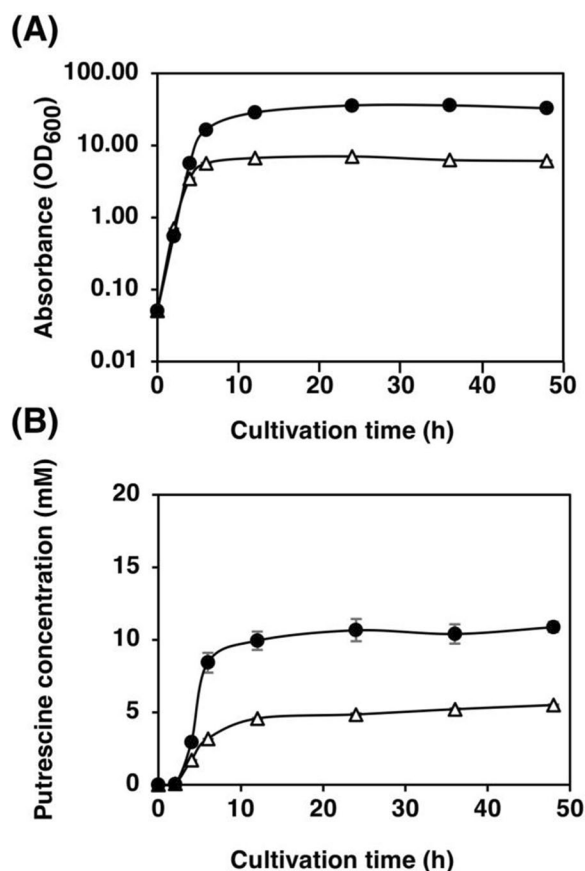 (A)
Absorbance (OD600)
100.00
10.00
1.00
0.10
0.01
0 10 20 30 40 50
Cultivation time (h)
(B)
Putrescine concentration (mM)
20
15
10
5
0
0 10 20 30 40 50
Cultivation time (h)